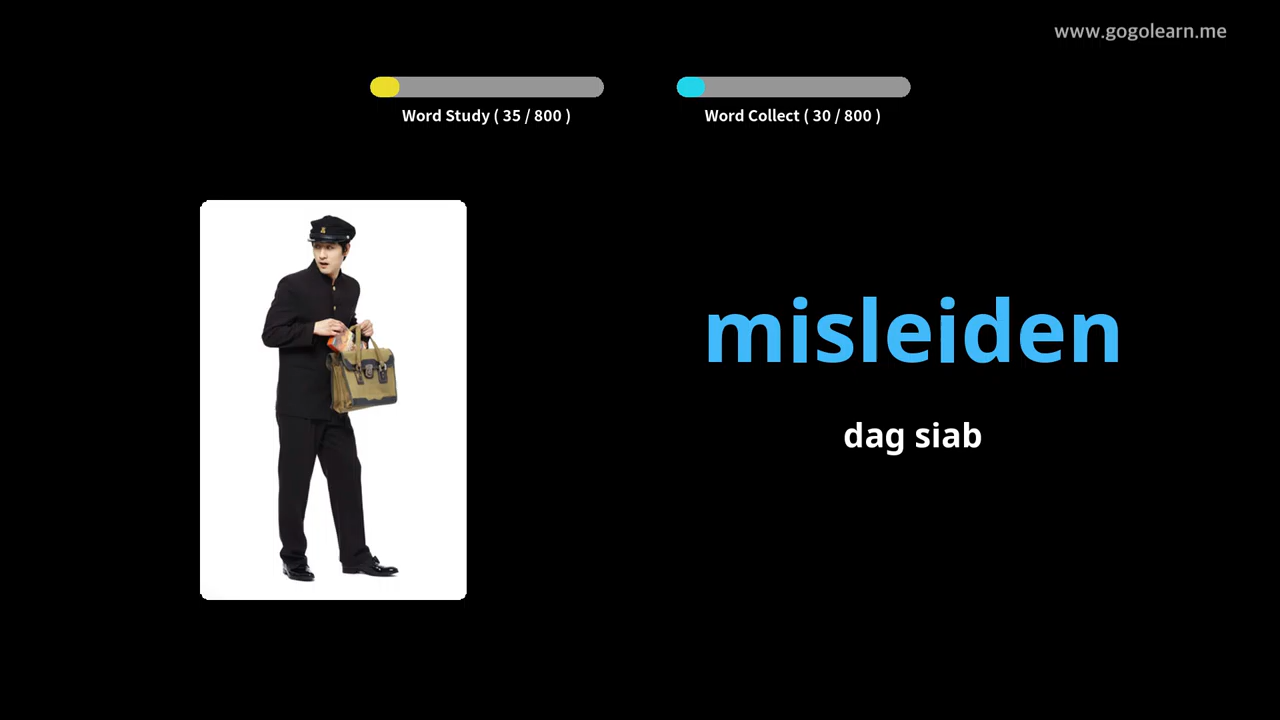 www.gogolearn.me
Word Study ( 35 / 800 )
Word Collect ( 30 / 800 )
misleiden
dag siab